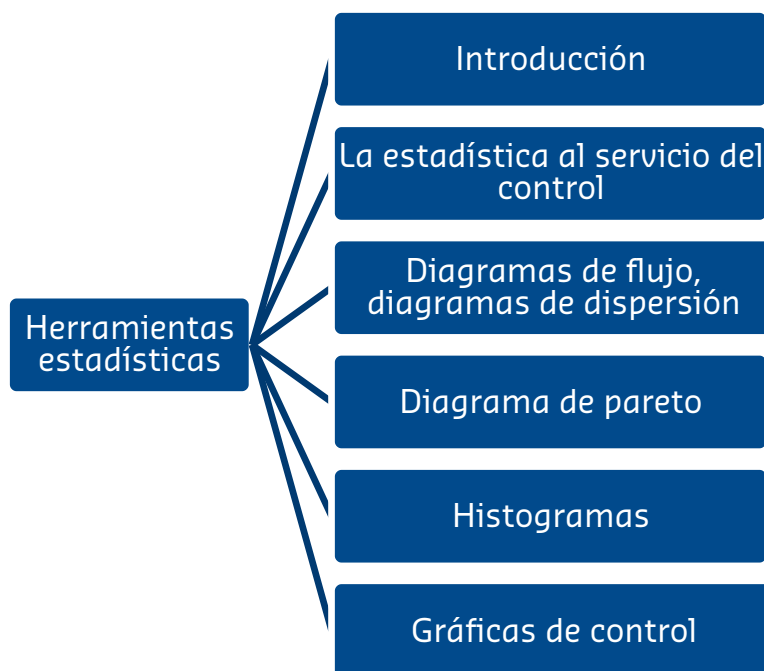 Herramientas
estadísticas
Introducción
La estadística al servicio del
control
Diagramas de flujo,
diagramas de dispersión
Diagrama de pareto
Histogramas
Gráficas de control